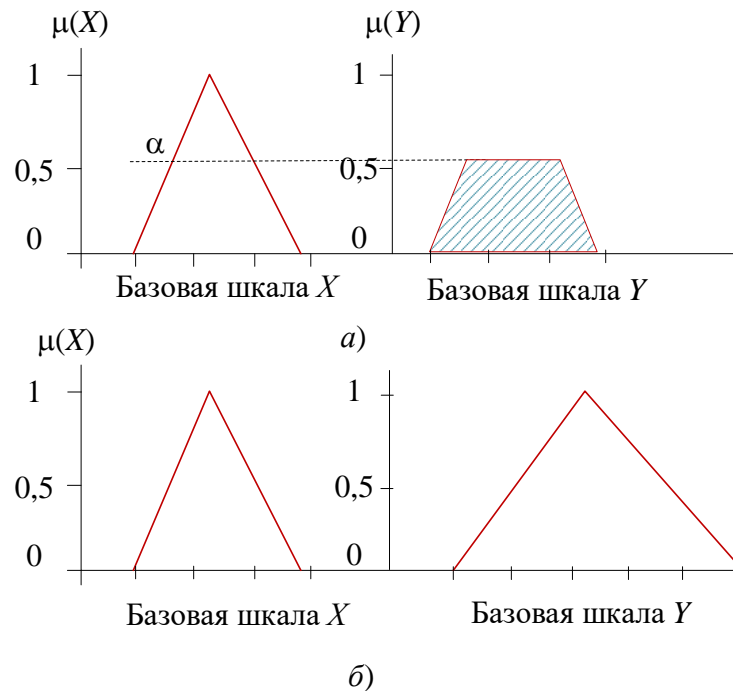 μ(X) μ(Y)
1 1
α
0,5 0,5
0 0
Базовая шкала X Базовая шкала Y
μ(X) а)
1 1
0,5 0,5
0 0
Базовая шкала X Базовая шкала Y
б)